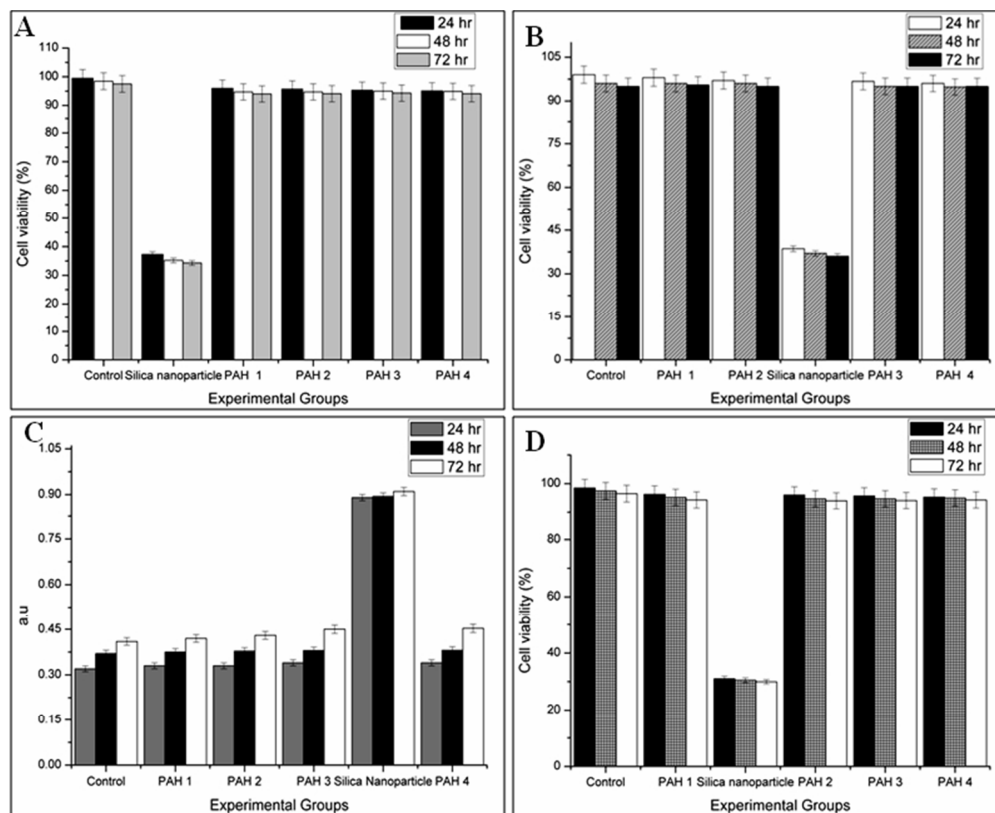 A
24 hr
48 hr
72 hr
110
100
90
80
70
60
50
40
30
20
10
0
Cell viability (%)
Control Silica nanoparticle PAH 1 PAH 2 PAH 3 PAH 4
Experimental Groups
B
24 hr
48 hr
72 hr
105
90
75
60
45
30
15
0
Cell viability (%)
Control PAH 1 PAH 2 Silica nanoparticle PAH 3 PAH 4
Experimental Groups
C
24 hr
48 hr
72 hr
1.05
0.90
0.75
0.60
0.45
0.30
0.15
0.00
a.u
Control PAH 1 PAH 2 PAH 3 Silica Nanoparticle PAH 4
Experimental Groups
D
24 hr
48 hr
72 hr
100
80
60
40
20
0
Cell viability (%)
Control PAH 1 Silica nanoparticle PAH 2 PAH 3 PAH 4
Experimental Groups